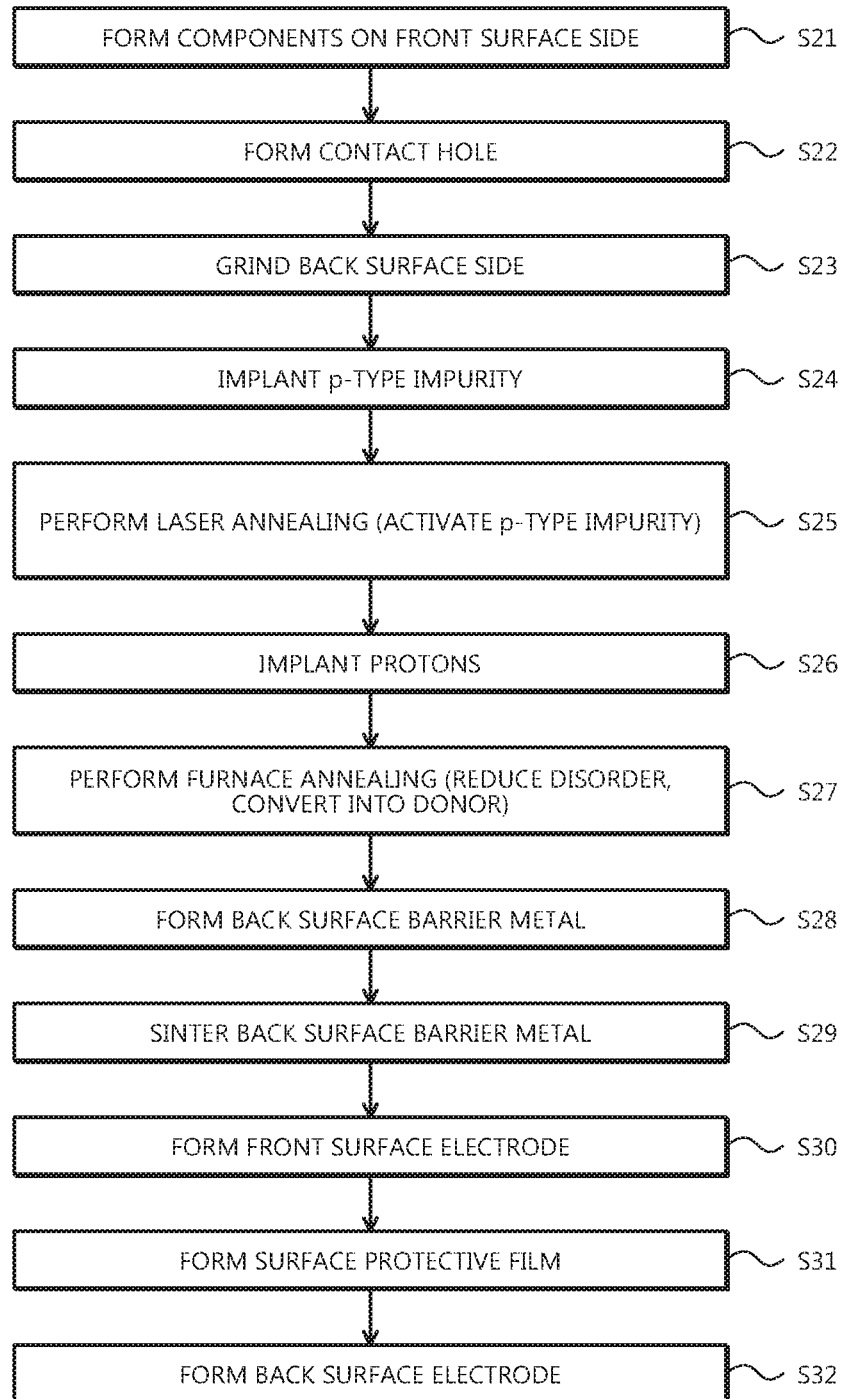 FORM COMPONENTS ON FRONT SURFACE SIDE S21
FORM CONTACT HOLE S22
GRIND BACK SURFACE SIDE S23
IMPLANT p-TYPE IMPURITY S24
PERFORM LASER ANNEALING (ACTIVATE p-TYPE IMPURITY) S25
IMPLANT PROTONS S26
PERFORM FURNACE ANNEALING (REDUCE DISORDER,
CONVERT INTO DONOR) S27
FORM BACK SURFACE BARRIER METAL S28
SINTER BACK SURFACE BARRIER METAL S29
FORM FRONT SURFACE ELECTRODE S30
FORM SURFACE PROTECTIVE FILM S31
FORM BACK SURFACE ELECTRODE S32